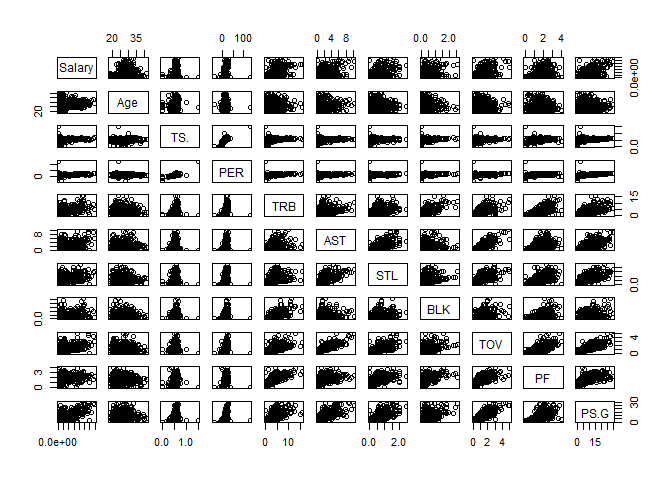 20 35
0 100
0 4 8
0.0 2.0
0 2 4
Salary
0.0e+00
20
Age
TS.
0.0
0
PER
TRB
0 15
0 8
AST
STL
0.0
0.0
BLK
TOV
0 4
0 3
PF
PS.G
0 30
0.0e+00
0.0 1.0
0 10
0.0 2.0
0 2 4
0 15